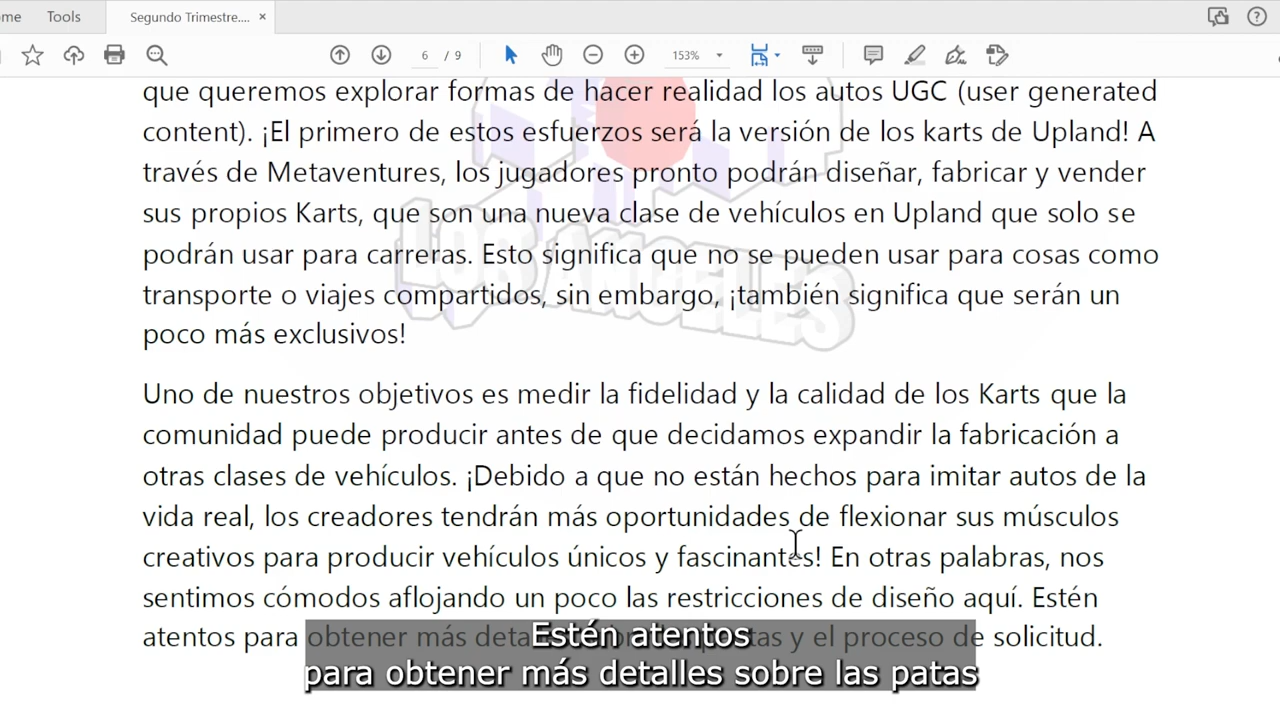 ome Tools Segundo Trimestre.... ×
6 / 9 153%
que queremos explorar formas de hacer realidad los autos UGC (user generated
content). ¡El primero de estos esfuerzos será la versión de los karts de Upland! A
través de Metaventures, los jugadores pronto podrán diseñar, fabricar y vender
sus propios Karts, que son una nueva clase de vehículos en Upland que solo se
podrán usar para carreras. Esto significa que no se pueden usar para cosas como
transporte o viajes compartidos, sin embargo, ¡también significa que serán un
poco más exclusivos!
LOS ANGELES
Uno de nuestros objetivos es medir la fidelidad y la calidad de los Karts que la
comunidad puede producir antes de que decidamos expandir la fabricación a
otras clases de vehículos. ¡Debido a que no están hechos para imitar autos de la
vida real, los creadores tendrán más oportunidades de flexionar sus músculos
creativos para producir vehículos únicos y fascinantes! En otras palabras, nos
sentimos cómodos aflojando un poco las restricciones de diseño aquí. Estén
atentos para obtener más y el proceso de solicitud.
Estén atentos
para obtener más detalles sobre las patas